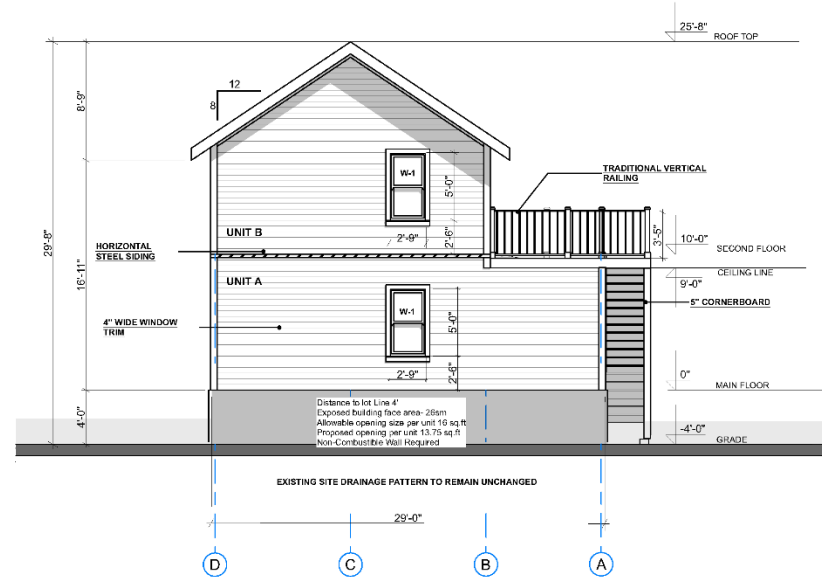 25'-8"
ROOF TOP
12
8
8'-9"
W-1
5'-0"
TRADITIONAL VERTICAL
RAILING
UNIT B
2'-9"
2'-6"
3'-5"
10'-0"
SECOND FLOOR
HORIZONTAL
STEEL SIDING
29'-8"
16'-11"
UNIT A
CEILING LINE
9'-0"
5" CORNERBOARD
W-1
5'-0"
4" WIDE WINDOW
TRIM
2'-9"
2'-6"
0"
MAIN FLOOR
4'-0"
Distance to lot Line 4'
Exposed building face area- 26sm
Allowable opening size per unit 16 sq.ft
Proposed opening per unit 13.75 sq.ft
Non-Combustible Wall Required
-4'-0"
GRADE
EXISTING SITE DRAINAGE PATTERN TO REMAIN UNCHANGED
29'-0"
D
C
B
A